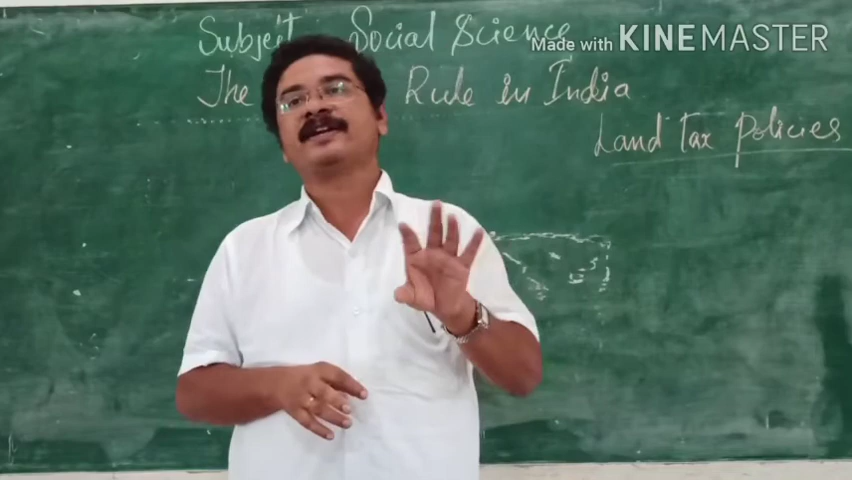 Subject Social Science
Made with KINEMASTER
The Rule in India
Land Tax Policies